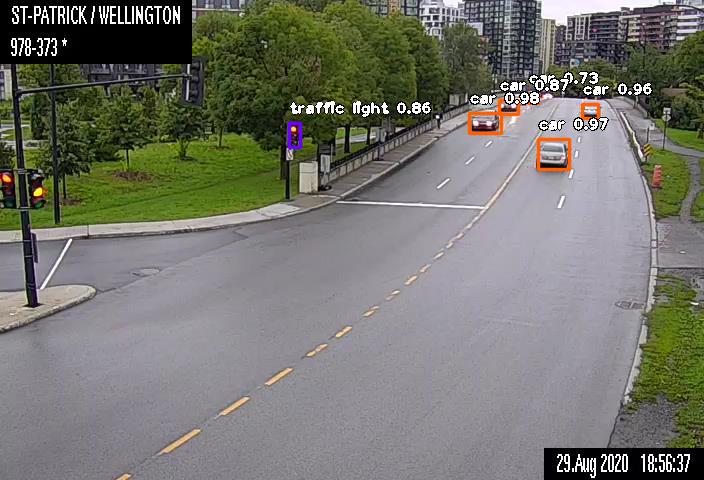 ST-PATRICK / WELLINGTON
978-373 *
car 0.73
car 0.87
car 0.96
car 0.98
traffic light 0.86
car 0.97
29.Aug 2020 18:56:37